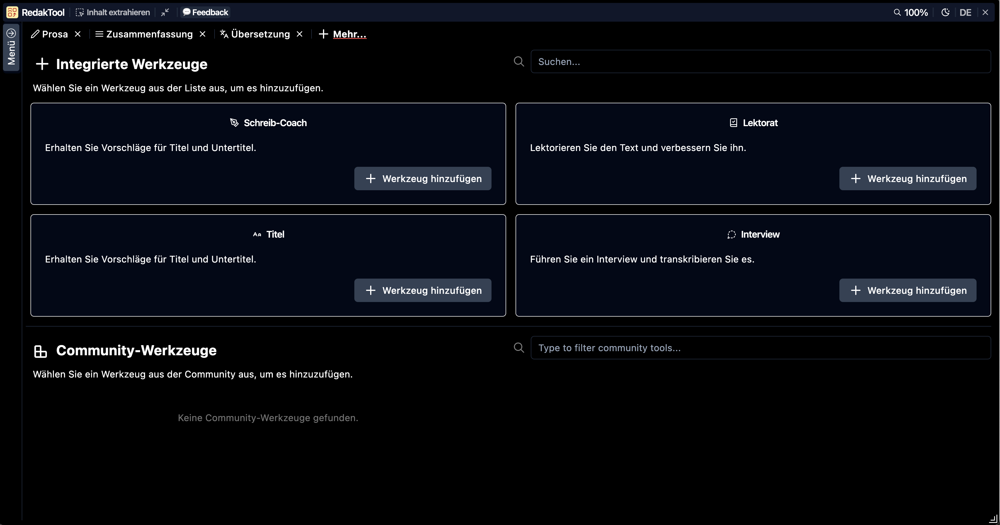 RedakTool Inhalt extrahieren Feedback 100% DE
Menü
Prosa Zusammenfassung Übersetzung Mehr...
Integrierte Werkzeuge
Suchen...
Wählen Sie ein Werkzeug aus der Liste aus, um es hinzuzufügen.
Schreib-Coach
Erhalten Sie Vorschläge für Titel und Untertitel.
Werkzeug hinzufügen
Lektorat
Lektorieren Sie den Text und verbessern Sie ihn.
Werkzeug hinzufügen
Titel
Erhalten Sie Vorschläge für Titel und Untertitel.
Werkzeug hinzufügen
Interview
Führen Sie ein Interview und transkribieren Sie es.
Werkzeug hinzufügen
Community-Werkzeuge
Type to filter community tools...
Wählen Sie ein Werkzeug aus der Community aus, um es hinzuzufügen.
Keine Community-Werkzeuge gefunden.